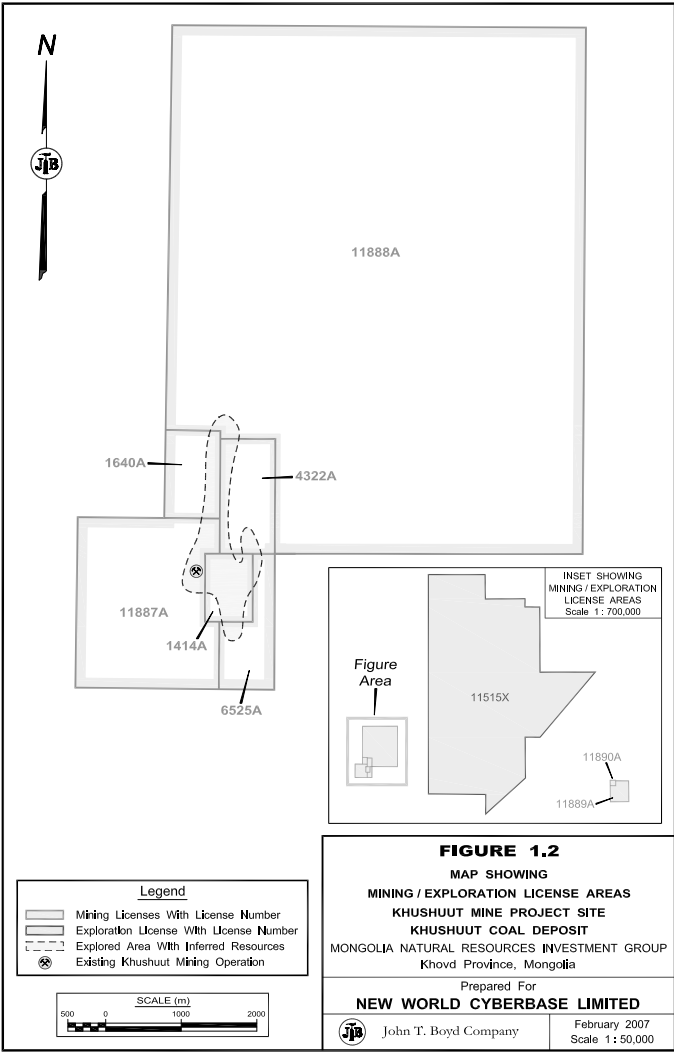 N
JTB
11888A
1640A
4322A
11887A
1414A
6525A
INSET SHOWING
MINING / EXPLORATION
LICENSE AREAS
Scale 1 : 700,000
Figure
Area
11515X
11890A
11889A
Legend
Mining Licenses With License Number
Exploration License With License Number
Explored Area With Inferred Resources
Existing Khushuut Mining Operation
SCALE (m)
500 0 1000 2000
FIGURE 1.2
MAP SHOWING
MINING / EXPLORATION LICENSE AREAS
KHUSHUUT MINE PROJECT SITE
KHUSHUUT COAL DEPOSIT
MONGOLIA NATURAL RESOURCES INVESTMENT GROUP
Khovd Province, Mongolia
Prepared For
NEW WORLD CYBERBASE LIMITED
JTB
John T. Boyd Company
February 2007
Scale 1 : 50,000